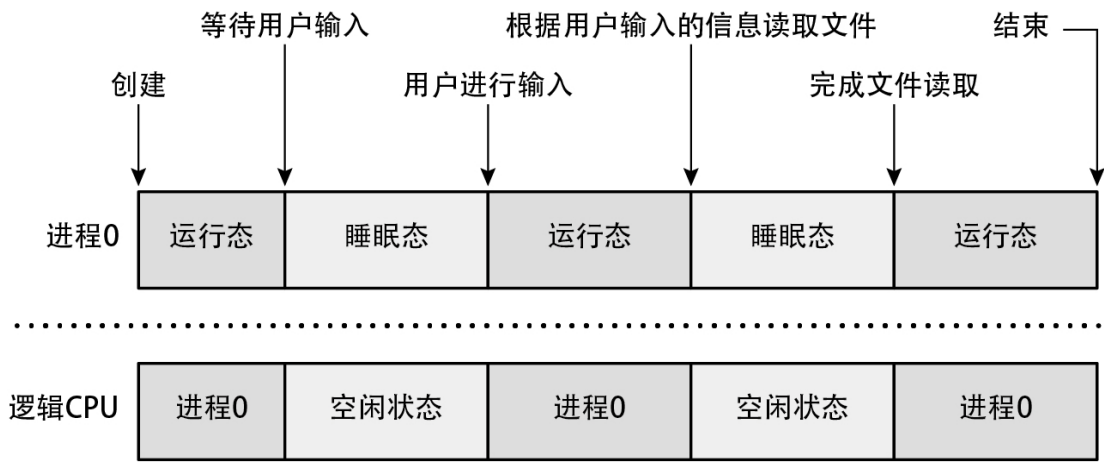 等待用户输入
根据用户输入的信息读取文件
结束
创建
用户进行输入
完成文件读取
进程0
运行态
睡眠态
运行态
睡眠态
运行态
逻辑CPU
进程0
空闲状态
进程0
空闲状态
进程0